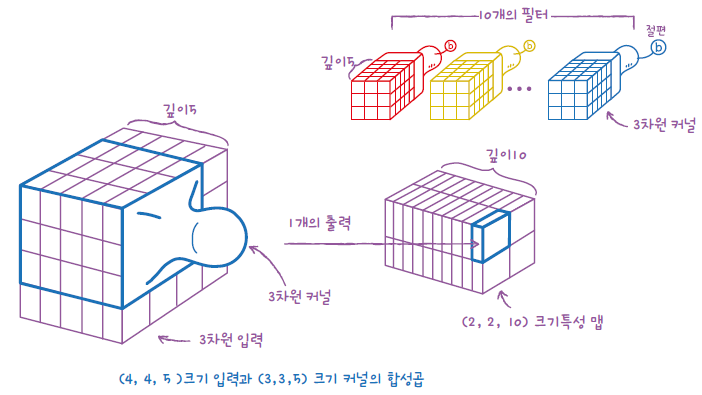 10개의 필터
절편
깊이5
b
b
b
3차원 커널
깊이5
깊이10
1개의 출력
3차원 커널
3차원 입력
(2, 2, 10) 크기특성 맵
(4, 4, 5 )크기 입력과 (3,3,5) 크기 커널의 합성곱